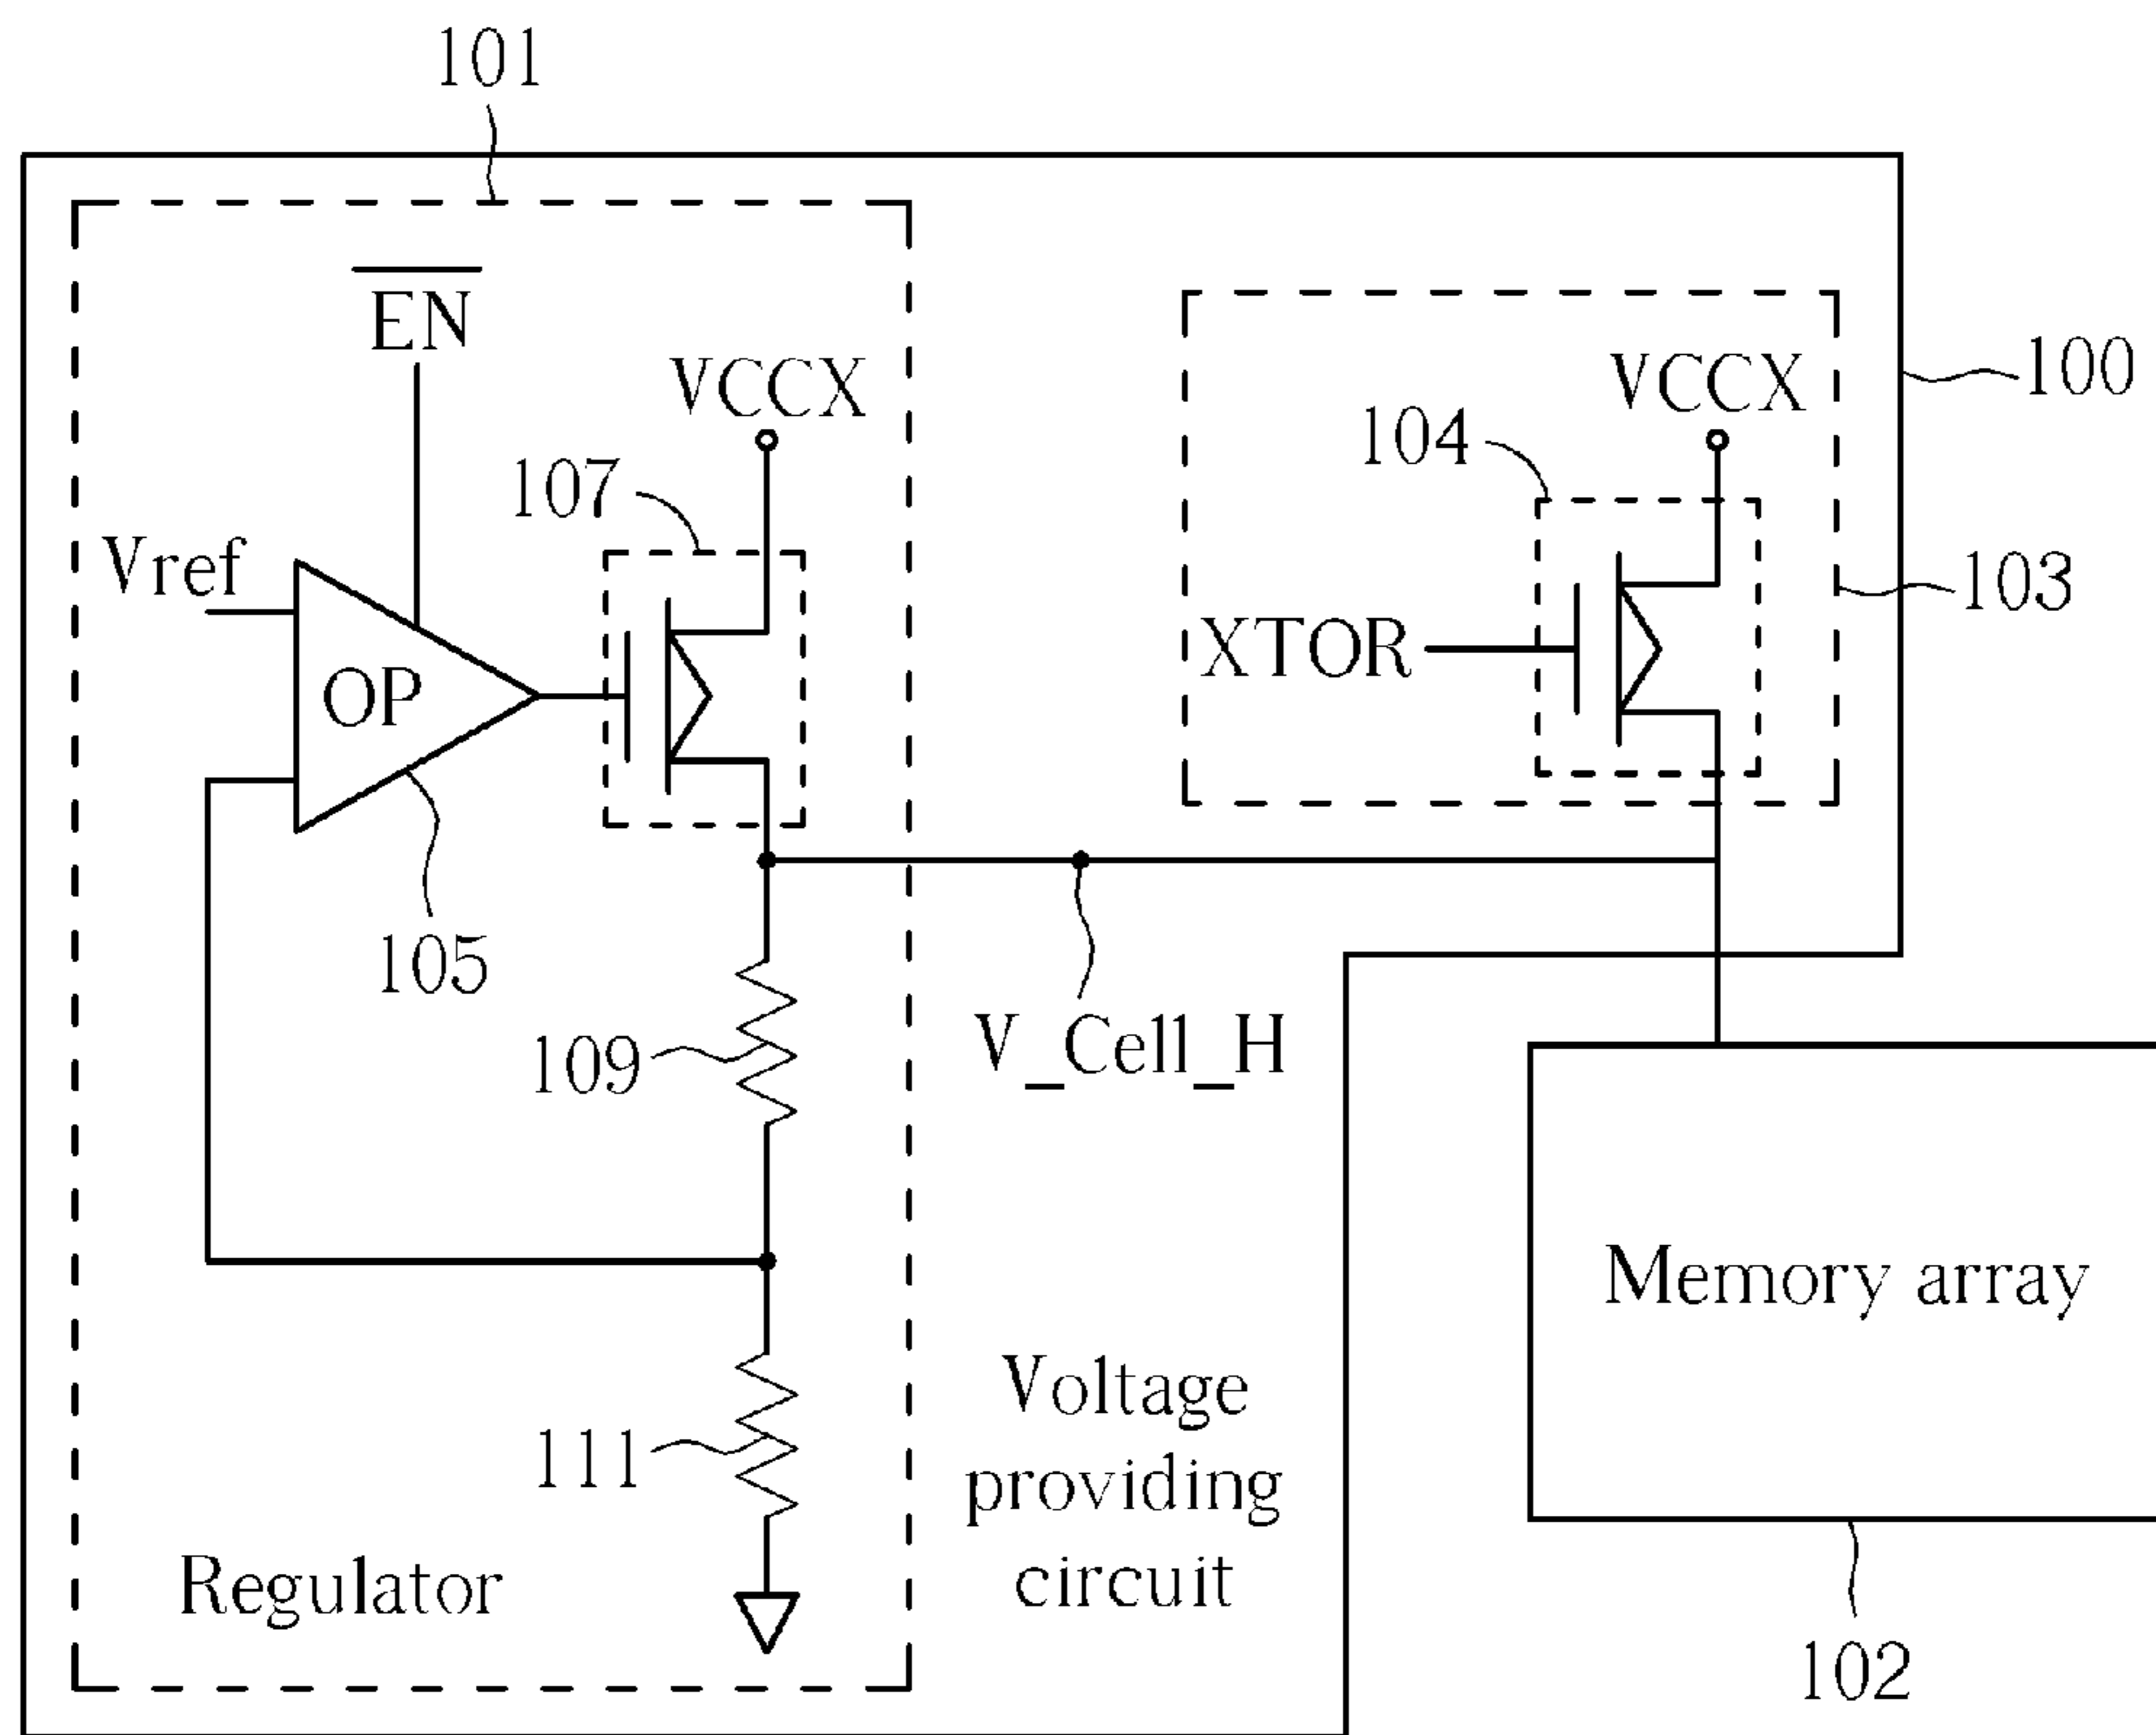 101
EN
VCCX
VCCX
100
104
107
Vref
103
XTOR
OP
105
V_Cell_H
109
Memory array
Voltage
providing
circuit
111
Regulator
102